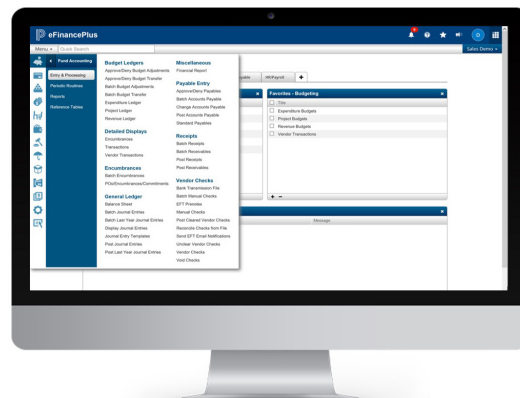 eFinancePlus
Menu
Quick Search
Sales Demo
Fund Accounting
Entry & Processing
Periodic Routines
Reports
Reference Tables
Budget Ledgers
Approve/Deny Budget Adjustments
Approve/Deny Budget Transfer
Batch Budget Adjustments
Batch Budget Transfer
Expenditure Ledger
Project Ledger
Revenue Ledger
Detailed Displays
Encumbrances
Transactions
Vendor Transactions
Encumbrances
Batch Encumbrances
POs/Encumbrances/Commitments
General Ledger
Balance Sheet
Batch Journal Entries
Batch Last Year Journal Entries
Display Journal Entries
Journal Entry Templates
Post Journal Entries
Post Last Year Journal Entries
Miscellaneous
Financial Report
Payable Entry
Approve/Deny Payables
Batch Accounts Payable
Change Accounts Payable
Post Accounts Payable
Standard Payables
Receipts
Batch Receipts
Batch Receivables
Post Receipts
Post Receivables
Vendor Checks
Bank Transmission File
Batch Manual Checks
EFT Prenotes
Manual Checks
Post Cleared Vendor Checks
Reconcile Checks from File
Send EFT Email Notifications
Unclear Vendor Checks
Vendor Checks
Void Checks
ayable
HR/Payroll
Favorites - Budgeting
Title
Expenditure Budgets
Project Budgets
Revenue Budgets
Vendor Transactions
Message